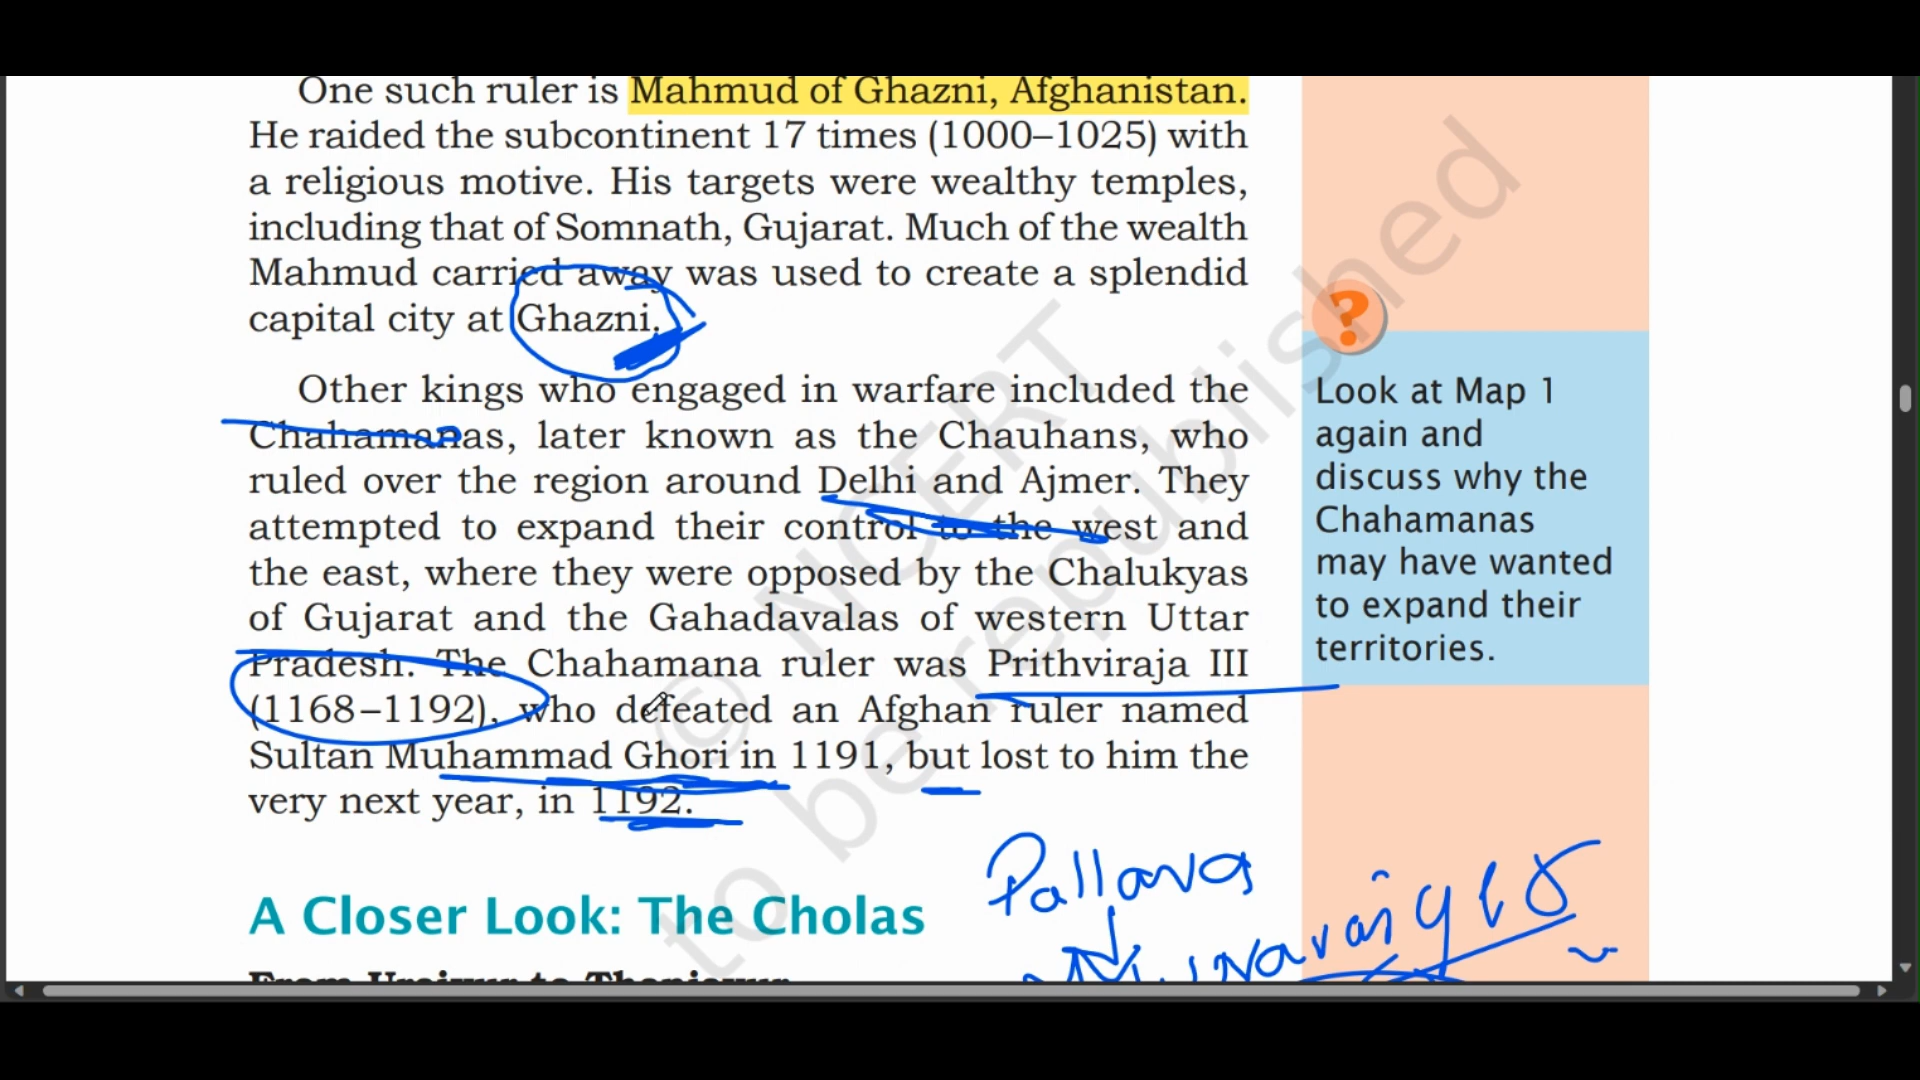 One such ruler is Mahmud of Ghazni, Afghanistan.
He raided the subcontinent 17 times (1000–1025) with
a religious motive. His targets were wealthy temples,
including that of Somnath, Gujarat. Much of the wealth
Mahmud carried away was used to create a splendid
capital city at Ghazni.
Other kings who engaged in warfare included the
Chahamanas, later known as the Chauhans, who
ruled over the region around Delhi and Ajmer. They
attempted to expand their control to the west and
the east, where they were opposed by the Chalukyas
of Gujarat and the Gahadavalas of western Uttar
Pradesh. The Chahamana ruler was Prithviraja III
(1168–1192), who defeated an Afghan ruler named
Sultan Muhammad Ghori in 1191, but lost to him the
very next year, in 1192.
?
Look at Map 1
again and
discuss why the
Chahamanas
may have wanted
to expand their
territories.
A Closer Look: The Cholas
Pallavas
© NCERT
to be republished